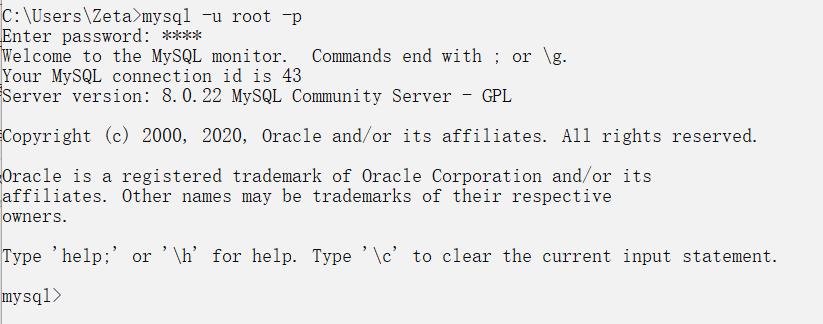 C:\Users\Zeta>mysql -u root -p
Enter password: ****
Welcome to the MySQL monitor.  Commands end with ; or \g.
Your MySQL connection id is 43
Server version: 8.0.22 MySQL Community Server - GPL
Copyright (c) 2000, 2020, Oracle and/or its affiliates. All rights reserved.
Oracle is a registered trademark of Oracle Corporation and/or its
affiliates. Other names may be trademarks of their respective
owners.
Type 'help;' or '\h' for help. Type '\c' to clear the current input statement.
mysql>